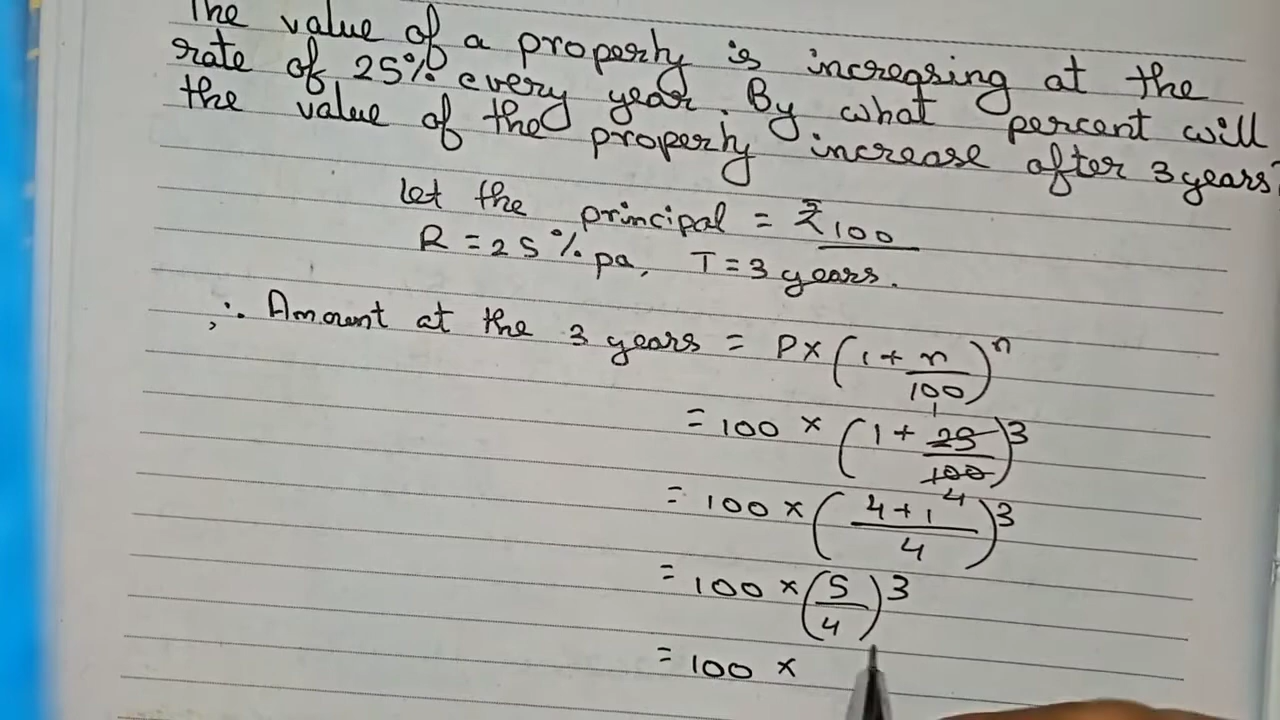 The value of a property is increasing at the
rate of 25% every year. By what percent will
the value of the property increase after 3 years?
Let the principal = ₹100
R = 25% pa, T = 3 years.
∴ Amount at the 3 years = P × (1 + r/100)^n
= 100 × (1 + 25/100)^3
= 100 × (4+1/4)^3
= 100 × (5/4)^3
= 100 ×